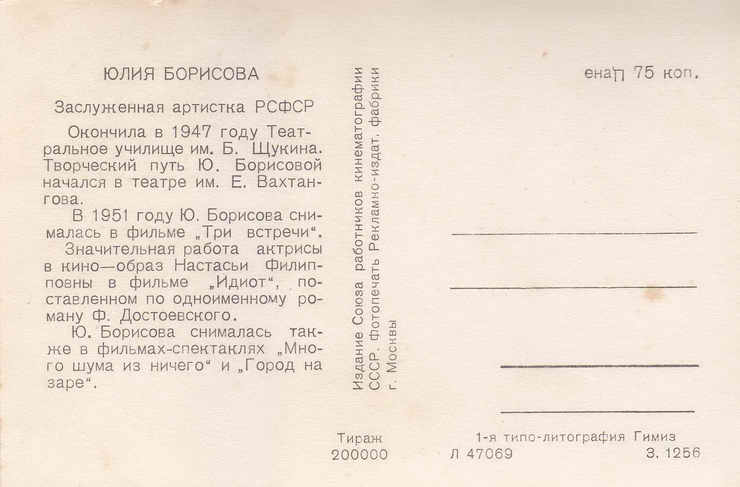 ЮЛИЯ БОРИСОВА
Заслуженная артистка РСФСР
Окончила в 1947 году Теат-
ральное училище им. Б. Щукина.
Творческий путь Ю. Борисовой
начался в театре им. Е. Вахтан-
гова.
В 1951 году Ю. Борисова сни-
малась в фильме „Три встречи“.
Значительная работа актрисы
в кино—образ Настасьи Филип-
повны в фильме „Идиот“, по-
ставленном по одноименному ро-
ману Ф. Достоевского.
Ю. Борисова снималась так-
же в фильмах-спектаклях „Мно-
го шума из ничего“ и „Город на
заре“.
Издание Союза работников кинематографии
СССР. Фотопечать Рекламно-издат. фабрики
г. Москвы
енаП 75 коп.
Тираж
200000
1-я типо-литография Гимиз
Л 47069 З. 1256